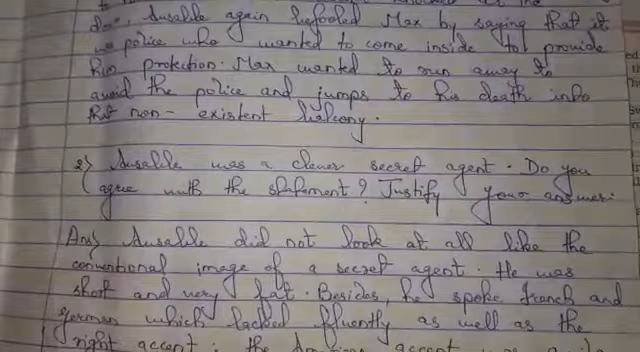 door, Ausable again befooled Max by saying that it
was police who wanted to come inside to provide
him protection. Max wanted to run away to
avoid the police and jumps to his death into
that non-existent balcony.
2) Ausable was a clever secret agent. Do you
agree with the statement? Justify your answer.
Ans) Ausable did not look at all like the
conventional image of a secret agent. He was
short and very fat. Besides, he spoke french and
german which lacked fluently as well as the
right accent. the accent was